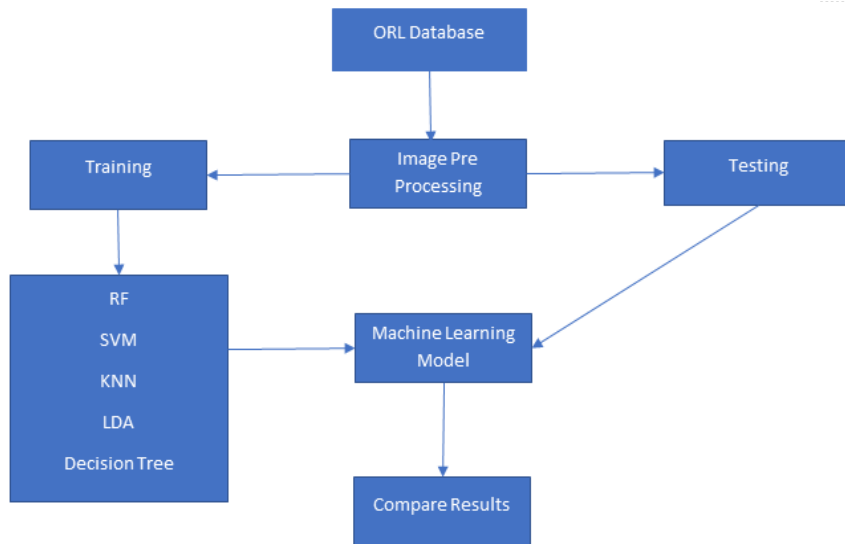 ORL Database
Training
Image Pre
Processing
Testing
RF
SVM
KNN
LDA
Decision Tree
Machine Learning
Model
Compare Results